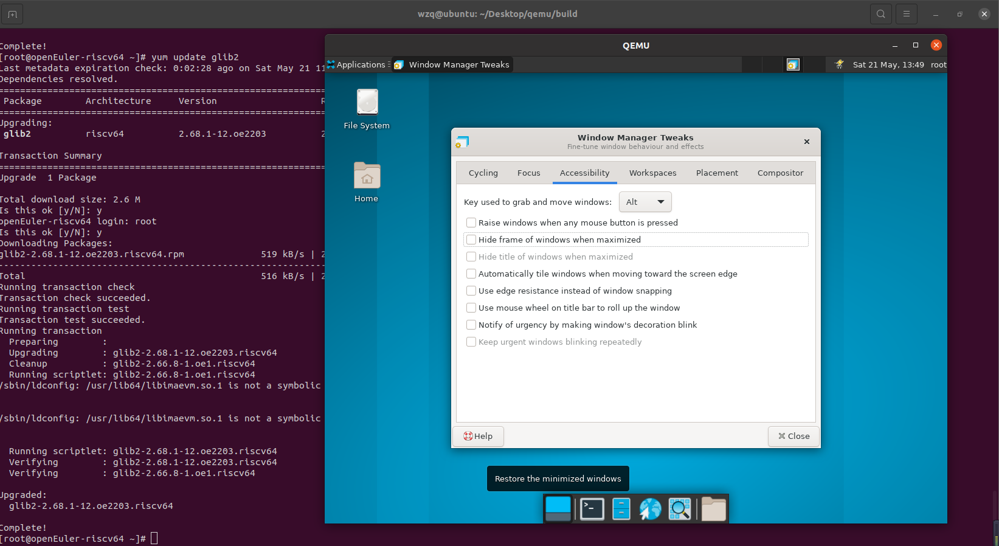 wzq@ubuntu: ~/Desktop/qemu/build
Complete!
[root@openEuler-riscv64 ~]# yum update glib2
Last metadata expiration check: 0:02:28 ago on Sat May 21 11
Dependencies resolved.
================================================================
Package Architecture Version R
================================================================
Upgrading:
glib2 riscv64 2.68.1-12.oe2203 2
Transaction Summary
================================================================
Upgrade 1 Package
Total download size: 2.6 M
Is this ok [y/N]: y
openEuler-riscv64 login: root
Is this ok [y/N]: y
Downloading Packages:
glib2-2.68.1-12.oe2203.riscv64.rpm 519 kB/s | 2
----------------------------------------------------------------
Total 516 kB/s | 2
Running transaction check
Transaction check succeeded.
Running transaction test
Transaction test succeeded.
Running transaction
Preparing :
Upgrading : glib2-2.68.1-12.oe2203.riscv64
Cleanup : glib2-2.66.8-1.oe1.riscv64
Running scriptlet: glib2-2.66.8-1.oe1.riscv64
/sbin/ldconfig: /usr/lib64/libimaevm.so.1 is not a symbolic
/sbin/ldconfig: /usr/lib64/libimaevm.so.1 is not a symbolic
Running scriptlet: glib2-2.68.1-12.oe2203.riscv64
Verifying : glib2-2.68.1-12.oe2203.riscv64
Verifying : glib2-2.66.8-1.oe1.riscv64
Upgraded:
glib2-2.68.1-12.oe2203.riscv64
Complete!
[root@openEuler-riscv64 ~]#
QEMU
Applications Window Manager Tweaks Sat 21 May, 13:49 root
File System
Home
Window Manager Tweaks
Fine-tune window behaviour and effects
Cycling Focus Accessibility Workspaces Placement Compositor
Key used to grab and move windows: Alt
Raise windows when any mouse button is pressed
Hide frame of windows when maximized
Hide title of windows when maximized
Automatically tile windows when moving toward the screen edge
Use edge resistance instead of window snapping
Use mouse wheel on title bar to roll up the window
Notify of urgency by making window's decoration blink
Keep urgent windows blinking repeatedly
Help Close
Restore the minimized windows